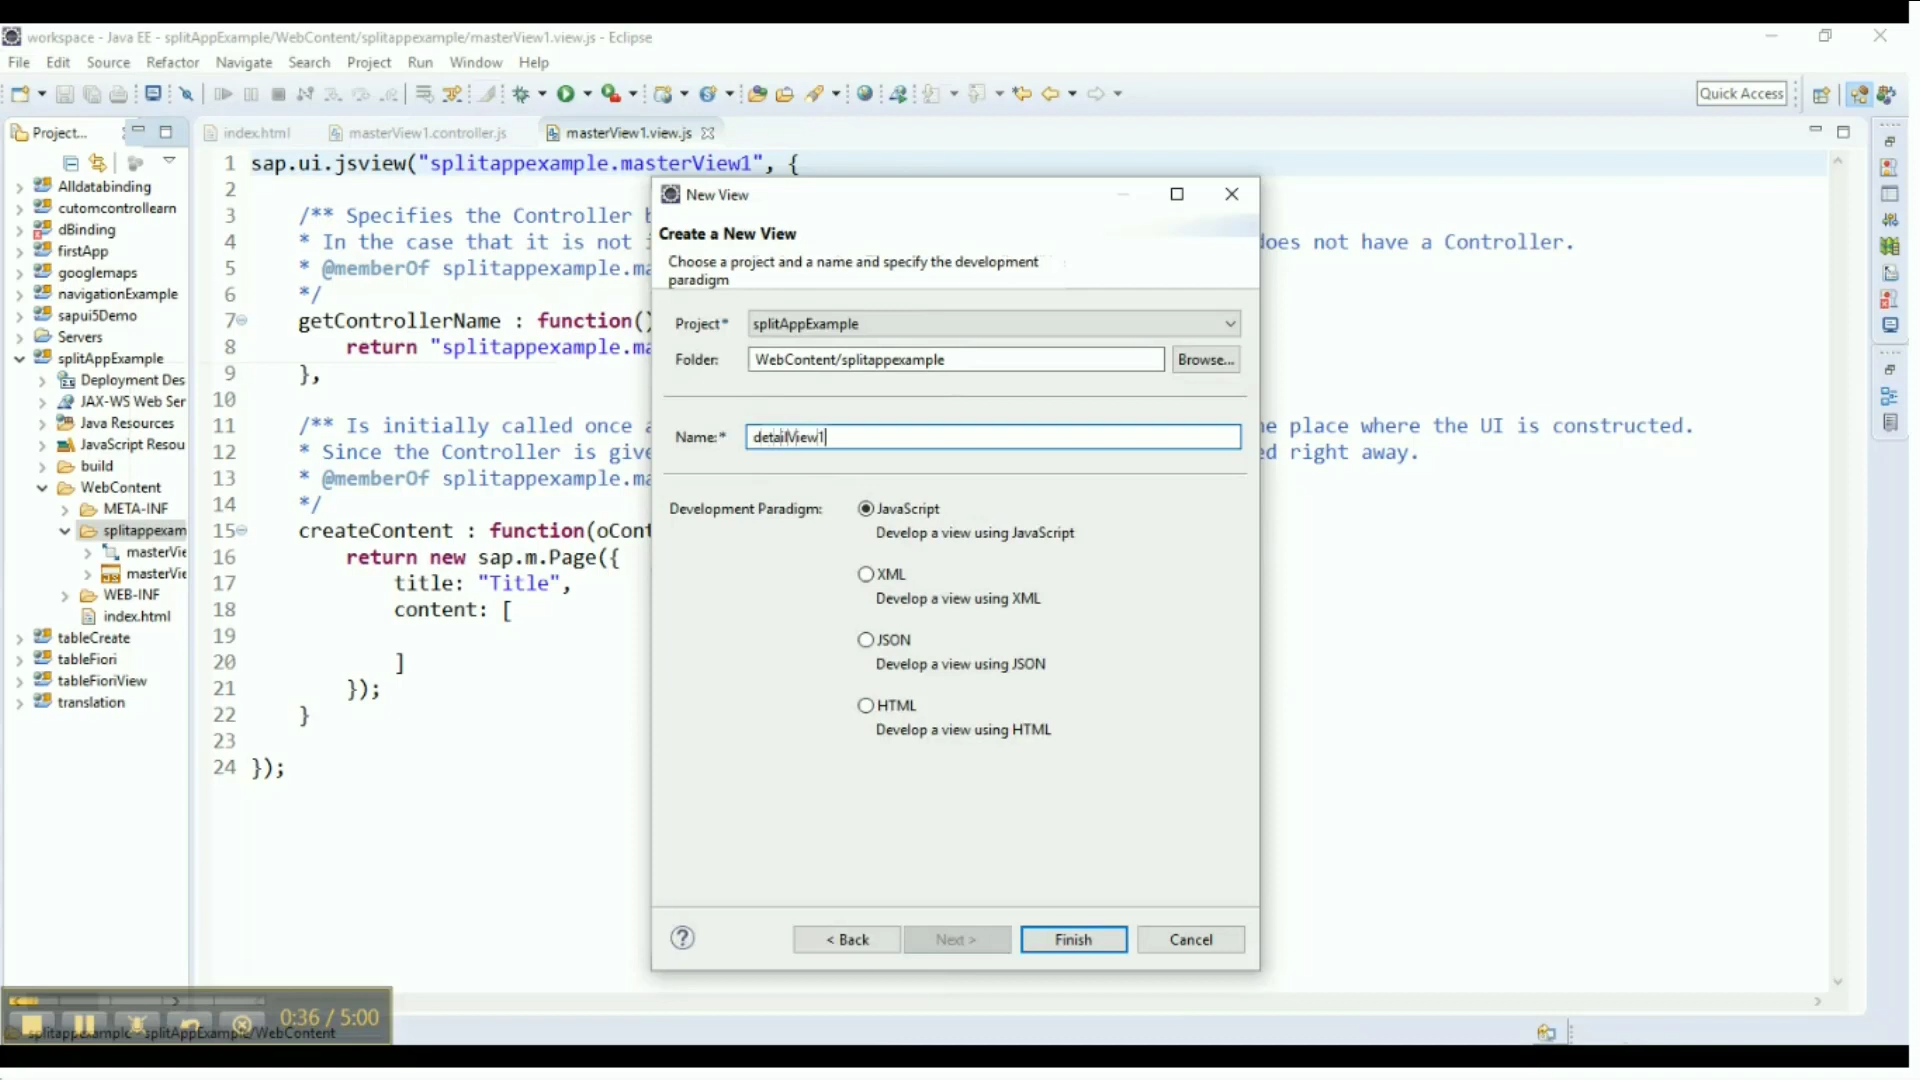 workspace - Java EE - splitAppExample/WebContent/splitappexample/masterView1.view.js - Eclipse
File Edit Source Refactor Navigate Search Project Run Window Help
Quick Access
Project...
index.html masterView1.controller.js masterView1.view.js
Alldatabinding
cutomcontrollearn
dBinding
firstApp
googlemaps
navigationExample
sapui5Demo
Servers
splitAppExample
Deployment Des
JAX-WS Web Ser
Java Resources
JavaScript Resou
build
WebContent
META-INF
splitappexam
masterVie
masterVie
WEB-INF
index.html
tableCreate
tableFiori
tableFioriView
translation
1 sap.ui.jsview("splitappexample.masterView1", {
2
3 /** Specifies the Controller b
4 * In the case that it is not i does not have a Controller.
5 * @memberOf splitappexample.ma
6 */
7 getControllerName : function()
8 return "splitappexample.ma
9 },
10
11 /** Is initially called once a he place where the UI is constructed.
12 * Since the Controller is give ed right away.
13 * @memberOf splitappexample.ma
14 */
15 createContent : function(oCont
16 return new sap.m.Page({
17 title: "Title",
18 content: [
19
20 ]
21 });
22 }
23
24 });
New View
Create a New View
Choose a project and a name and specify the development
paradigm
Project* splitAppExample
Folder: WebContent/splitappexample Browse...
Name:* detailView1
Development Paradigm: JavaScript
Develop a view using JavaScript
XML
Develop a view using XML
JSON
Develop a view using JSON
HTML
Develop a view using HTML
? < Back Next > Finish Cancel
0:36 / 5:00
splitappexample - splitAppExample/WebContent